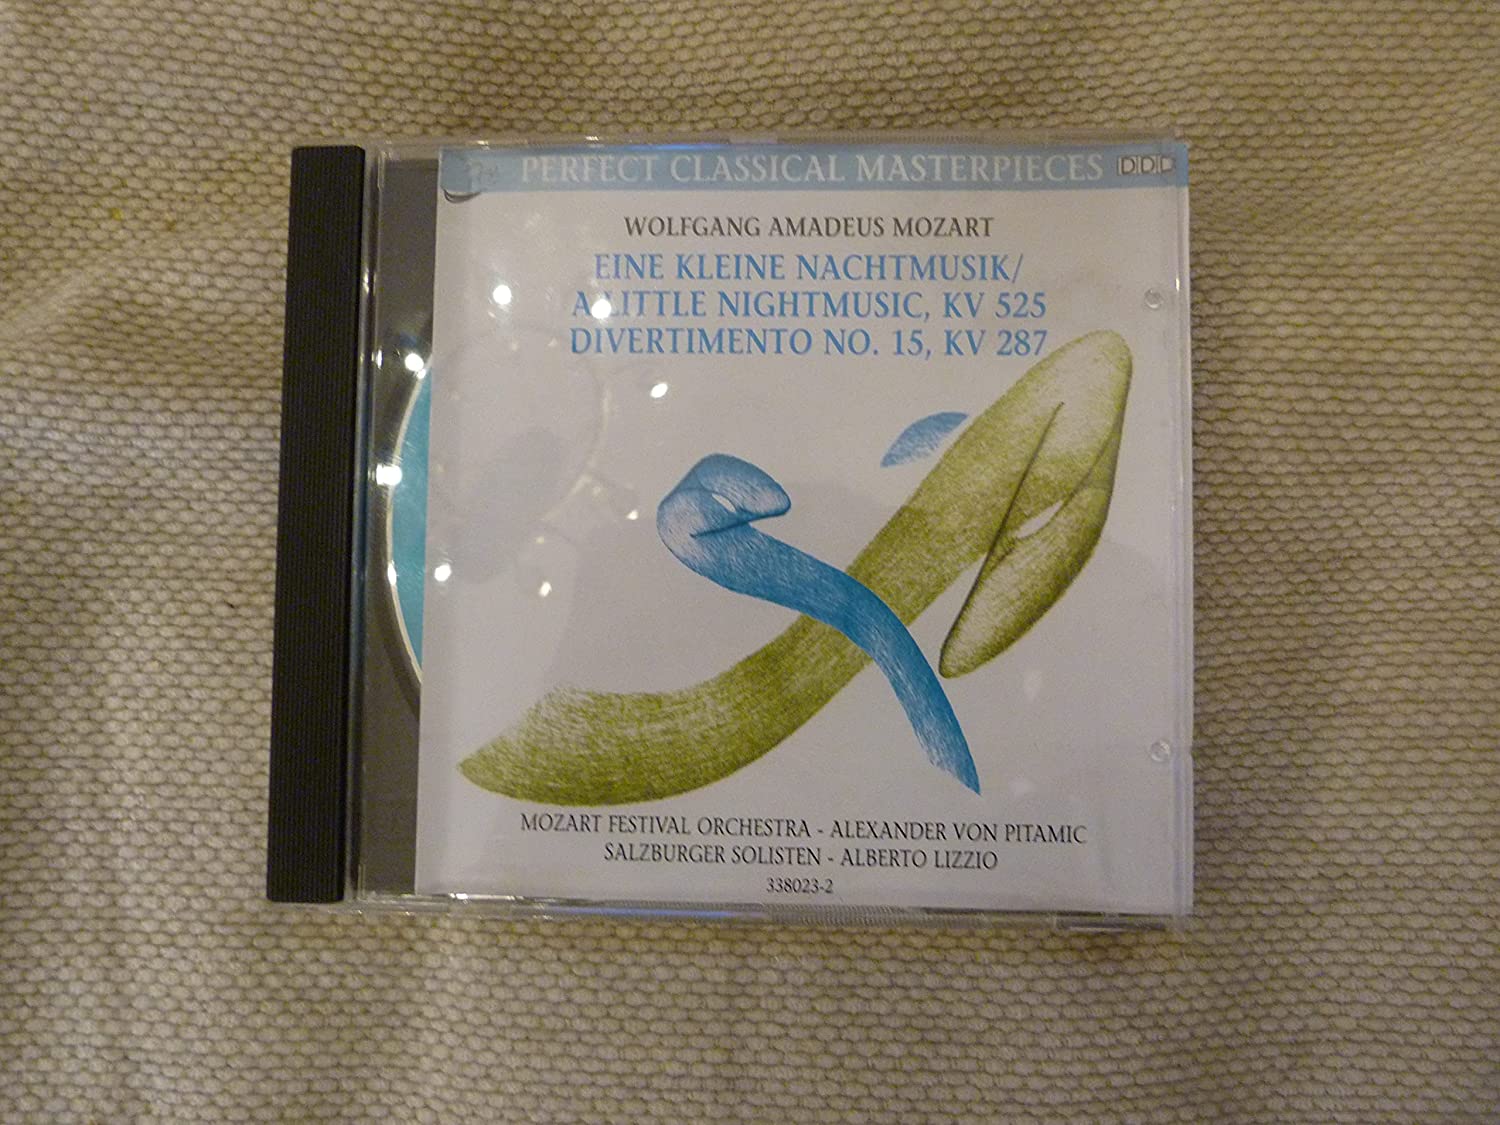 PERFECT CLASSICAL MASTERPIECES DDD
WOLFGANG AMADEUS MOZART
EINE KLEINE NACHTMUSIK/
A LITTLE NIGHTMUSIC, KV 525
DIVERTIMENTO NO. 15, KV 287
MOZART FESTIVAL ORCHESTRA - ALEXANDER VON PITAMIC
SALZBURGER SOLISTEN - ALBERTO LIZZIO
338023-2